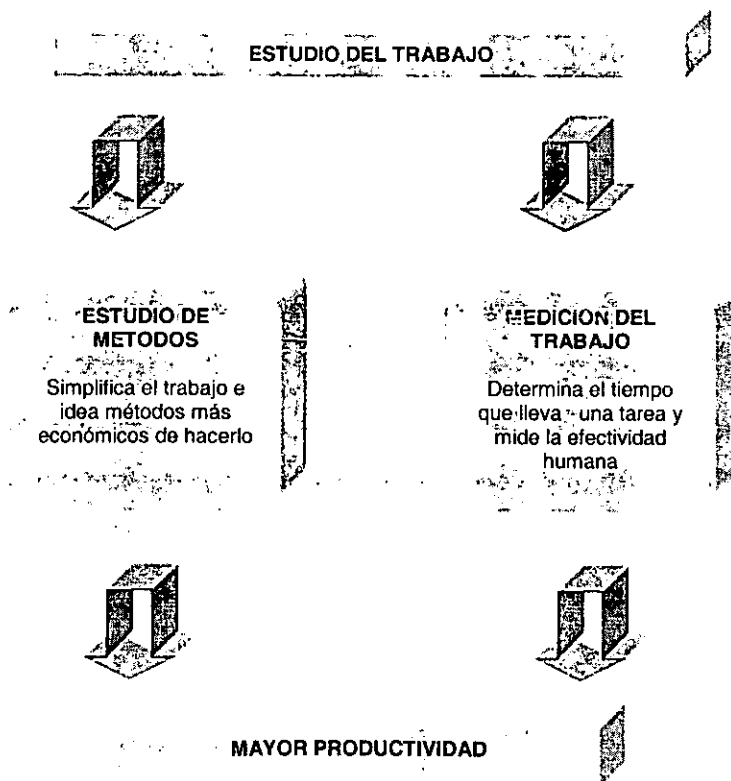 ESTUDIO DEL TRABAJO
ESTUDIO DE
METODOS
Simplifica el trabajo e
idea métodos más
económicos de hacerlo
MEDICION DEL
TRABAJO
Determina el tiempo
que lleva una tarea y
mide la efectividad
humana
MAYOR PRODUCTIVIDAD